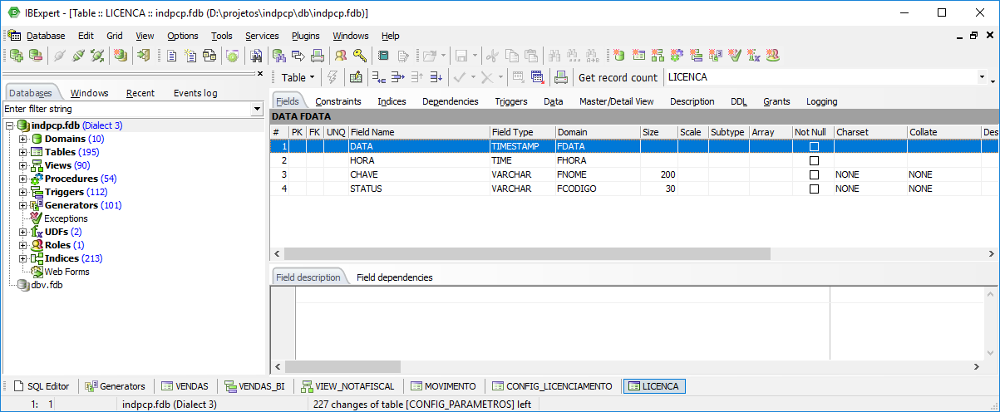 IBExpert - [Table :: LICENCA :: indpcp.fdb (D:\projetos\indpcp\db\indpcp.fdb)]
Database Edit Grid View Options Tools Services Plugins Windows Help
Table Get record count LICENCA
Databases Windows Recent Events log
Enter filter string
indpcp.fdb (Dialect 3)
Domains (10)
Tables (195)
Views (90)
Procedures (54)
Triggers (112)
Generators (101)
Exceptions
UDFs (2)
Roles (1)
Indices (213)
Web Forms
dbv.fdb
Fields Constraints Indices Dependencies Triggers Data Master/Detail View Description DDL Grants Logging
DATA FDATA
# PK FK UNQ Field Name Field Type Domain Size Scale Subtype Array Not Null Charset Collate Des
1 DATA TIMESTAMP FDATA
2 HORA TIME FHORA
3 CHAVE VARCHAR FNOME 200 NONE NONE
4 STATUS VARCHAR FCODIGO 30 NONE NONE
Field description Field dependencies
SQL Editor Generators VENDAS VENDAS_BI VIEW_NOTAFISCAL MOVIMENTO CONFIG_LICENCIAMENTO LICENCA
1: 1 indpcp.fdb (Dialect 3) 227 changes of table [CONFIG_PARAMETROS] left